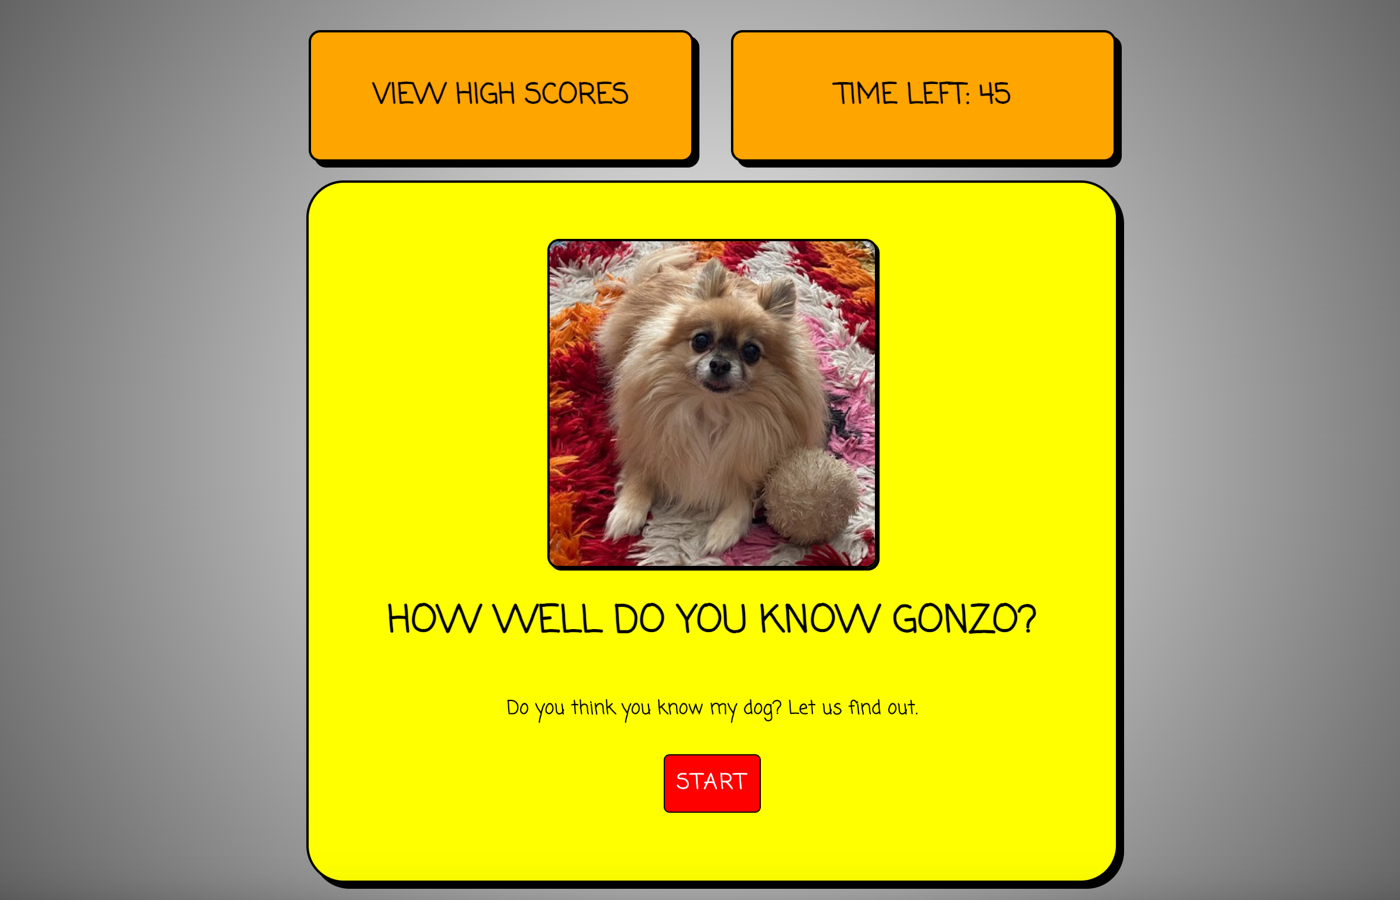 VIEW HIGH SCORES
TIME LEFT: 45
HOW WELL DO YOU KNOW GONZO?
Do you think you know my dog? Let us find out.
START